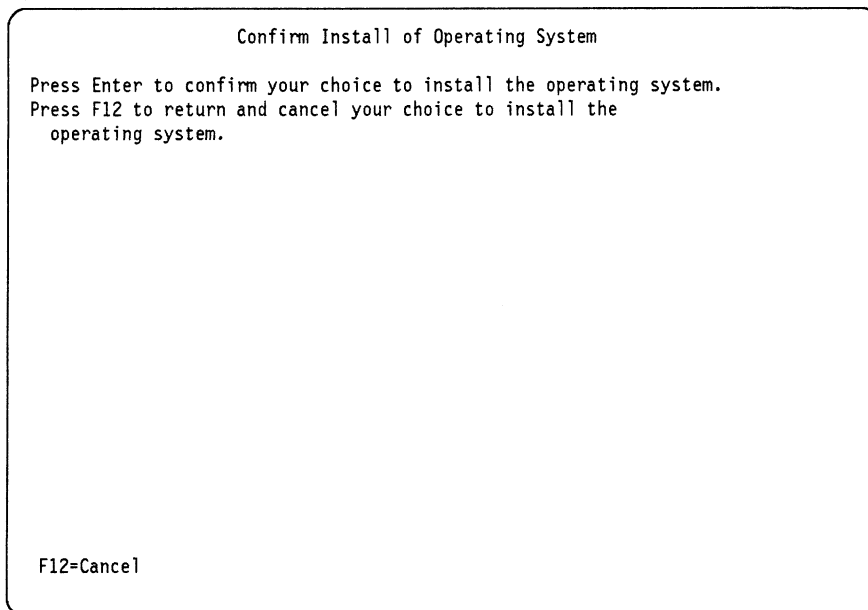 Confirm Install of Operating System
Press Enter to confirm your choice to install the operating system.
Press F12 to return and cancel your choice to install the
operating system.
F12=Cancel